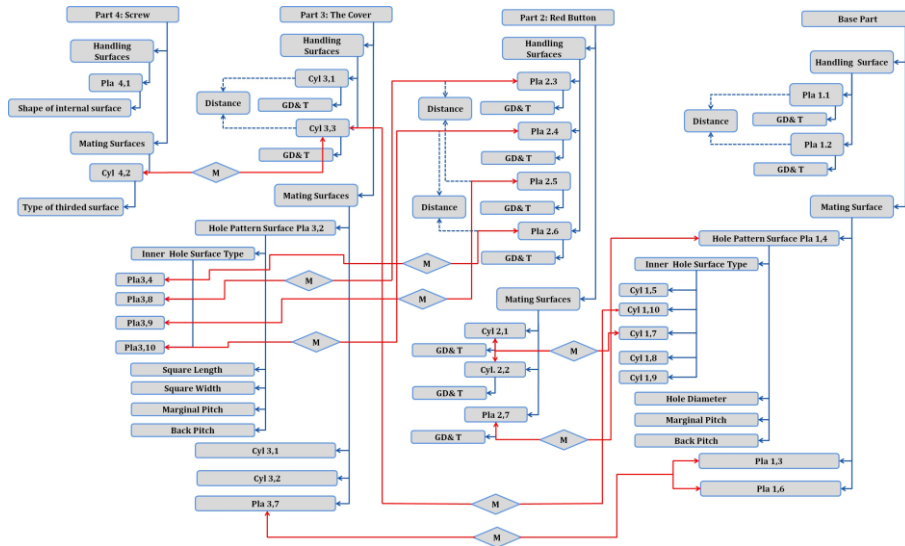 Part 4: Screw
Part 3: The Cover
Part 2: Red Button
Base Part
Handling
Surfaces
Pla 4,1
Shape of internal surface
Mating Surfaces
Cyl 4,2
Type of thirded surface
M
Handling
Surfaces
Cyl 3,1
Distance
GD& T
Cyl 3,3
GD& T
Mating Surfaces
Hole Pattern Surface Pla 3,2
Inner Hole Surface Type
Pla3,4
Pla3,8
Pla3,9
Pla3,10
Square Length
Square Width
Marginal Pitch
Back Pitch
Cyl 3,1
Cyl 3,2
Pla 3,7
M
M
M
M
Handling
Surfaces
Pla 2.3
Distance
GD& T
Pla 2.4
GD& T
Pla 2.5
Distance
GD& T
Pla 2.6
GD& T
Mating Surfaces
Cyl 2,1
GD& T
Cyl. 2,2
GD& T
Pla 2,7
GD& T
M
M
M
M
Handling Surface
Pla 1.1
Distance
GD& T
Pla 1.2
GD& T
Mating Surface
Hole Pattern Surface Pla 1,4
Inner Hole Surface Type
Cyl 1,5
Cyl 1,10
Cyl 1,7
Cyl 1,8
Cyl 1,9
Hole Diameter
Marginal Pitch
Back Pitch
Pla 1,3
Pla 1,6